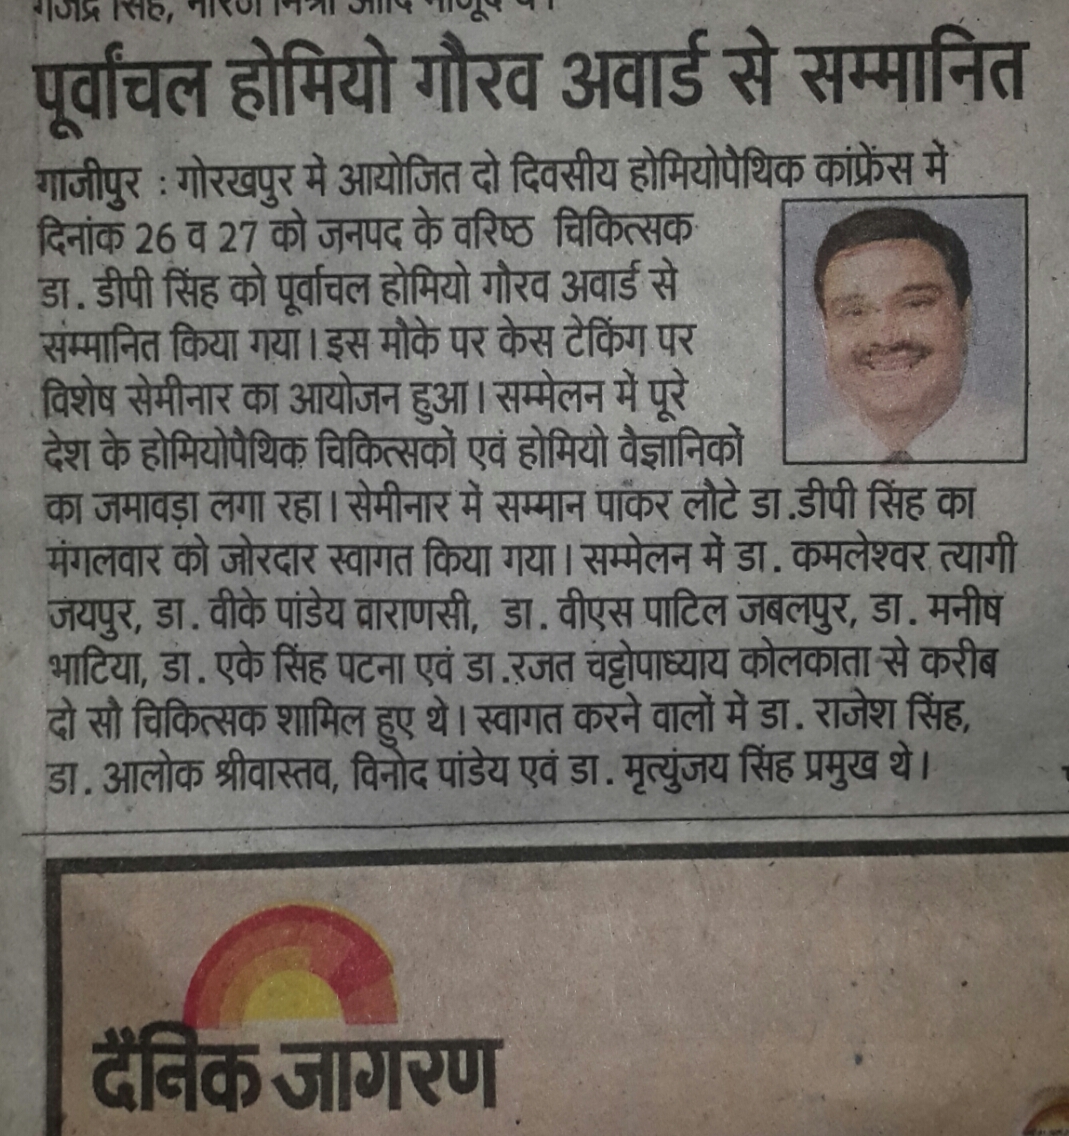 गजेंद्र सिंह,
पूर्वांचल होमियो गौरव अवार्ड से सम्मानित
गाजीपुर : गोरखपुर में आयोजित दो दिवसीय होमियोपैथिक कांफ्रेंस में
दिनांक 26 व 27 को जनपद के वरिष्ठ चिकित्सक
डा. डीपी सिंह को पूर्वांचल होमियो गौरव अवार्ड से
सम्मानित किया गया। इस मौके पर केस टेकिंग पर
विशेष सेमीनार का आयोजन हुआ। सम्मेलन में पूरे
देश के होमियोपैथिक चिकित्सकों एवं होमियो वैज्ञानिकों
का जमावड़ा लगा रहा। सेमीनार में सम्मान पाकर लौटे डा.डीपी सिंह का
मंगलवार को जोरदार स्वागत किया गया। सम्मेलन में डा. कमलेश्वर त्यागी
जयपुर, डा. वीके पांडेय वाराणसी, डा. वीएस पाटिल जबलपुर, डा. मनीष
भाटिया, डा. एके सिंह पटना एवं डा.रजत चट्टोपाध्याय कोलकाता से करीब
दो सौ चिकित्सक शामिल हुए थे। स्वागत करने वालों में डा. राजेश सिंह,
डा. आलोक श्रीवास्तव, विनोद पांडेय एवं डा. मृत्युंजय सिंह प्रमुख थे।
दैनिक जागरण